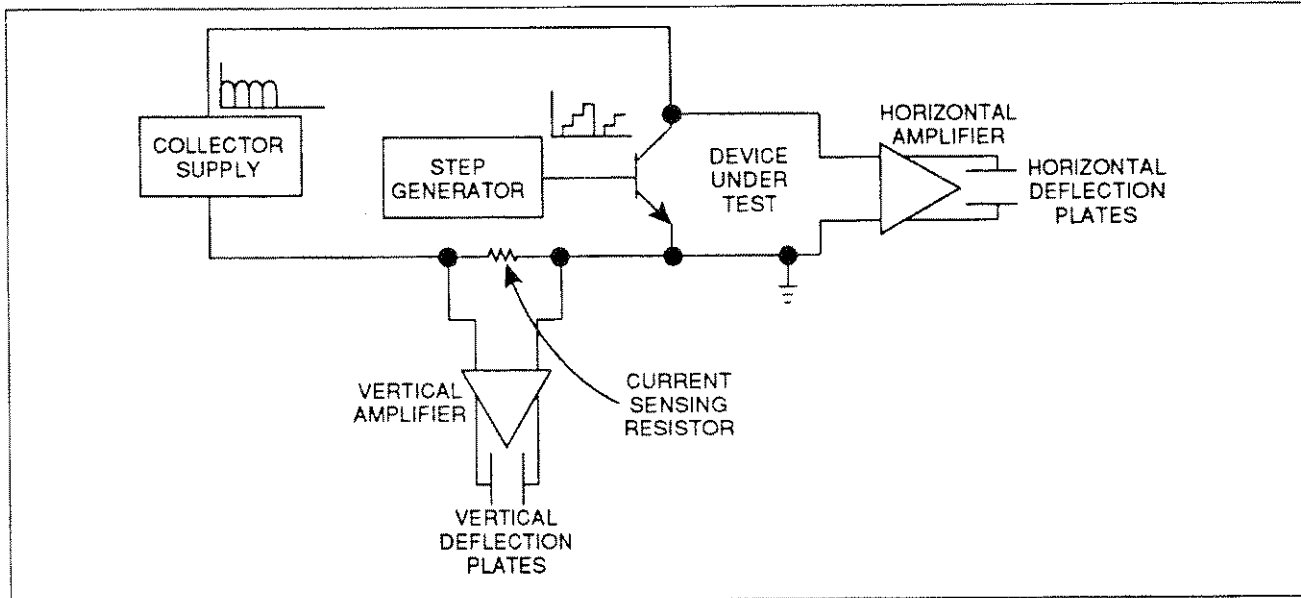 COLLECTOR
SUPPLY
STEP
GENERATOR
DEVICE
UNDER
TEST
HORIZONTAL
AMPLIFIER
HORIZONTAL
DEFLECTION
PLATES
VERTICAL
AMPLIFIER
CURRENT
SENSING
RESISTOR
VERTICAL
DEFLECTION
PLATES